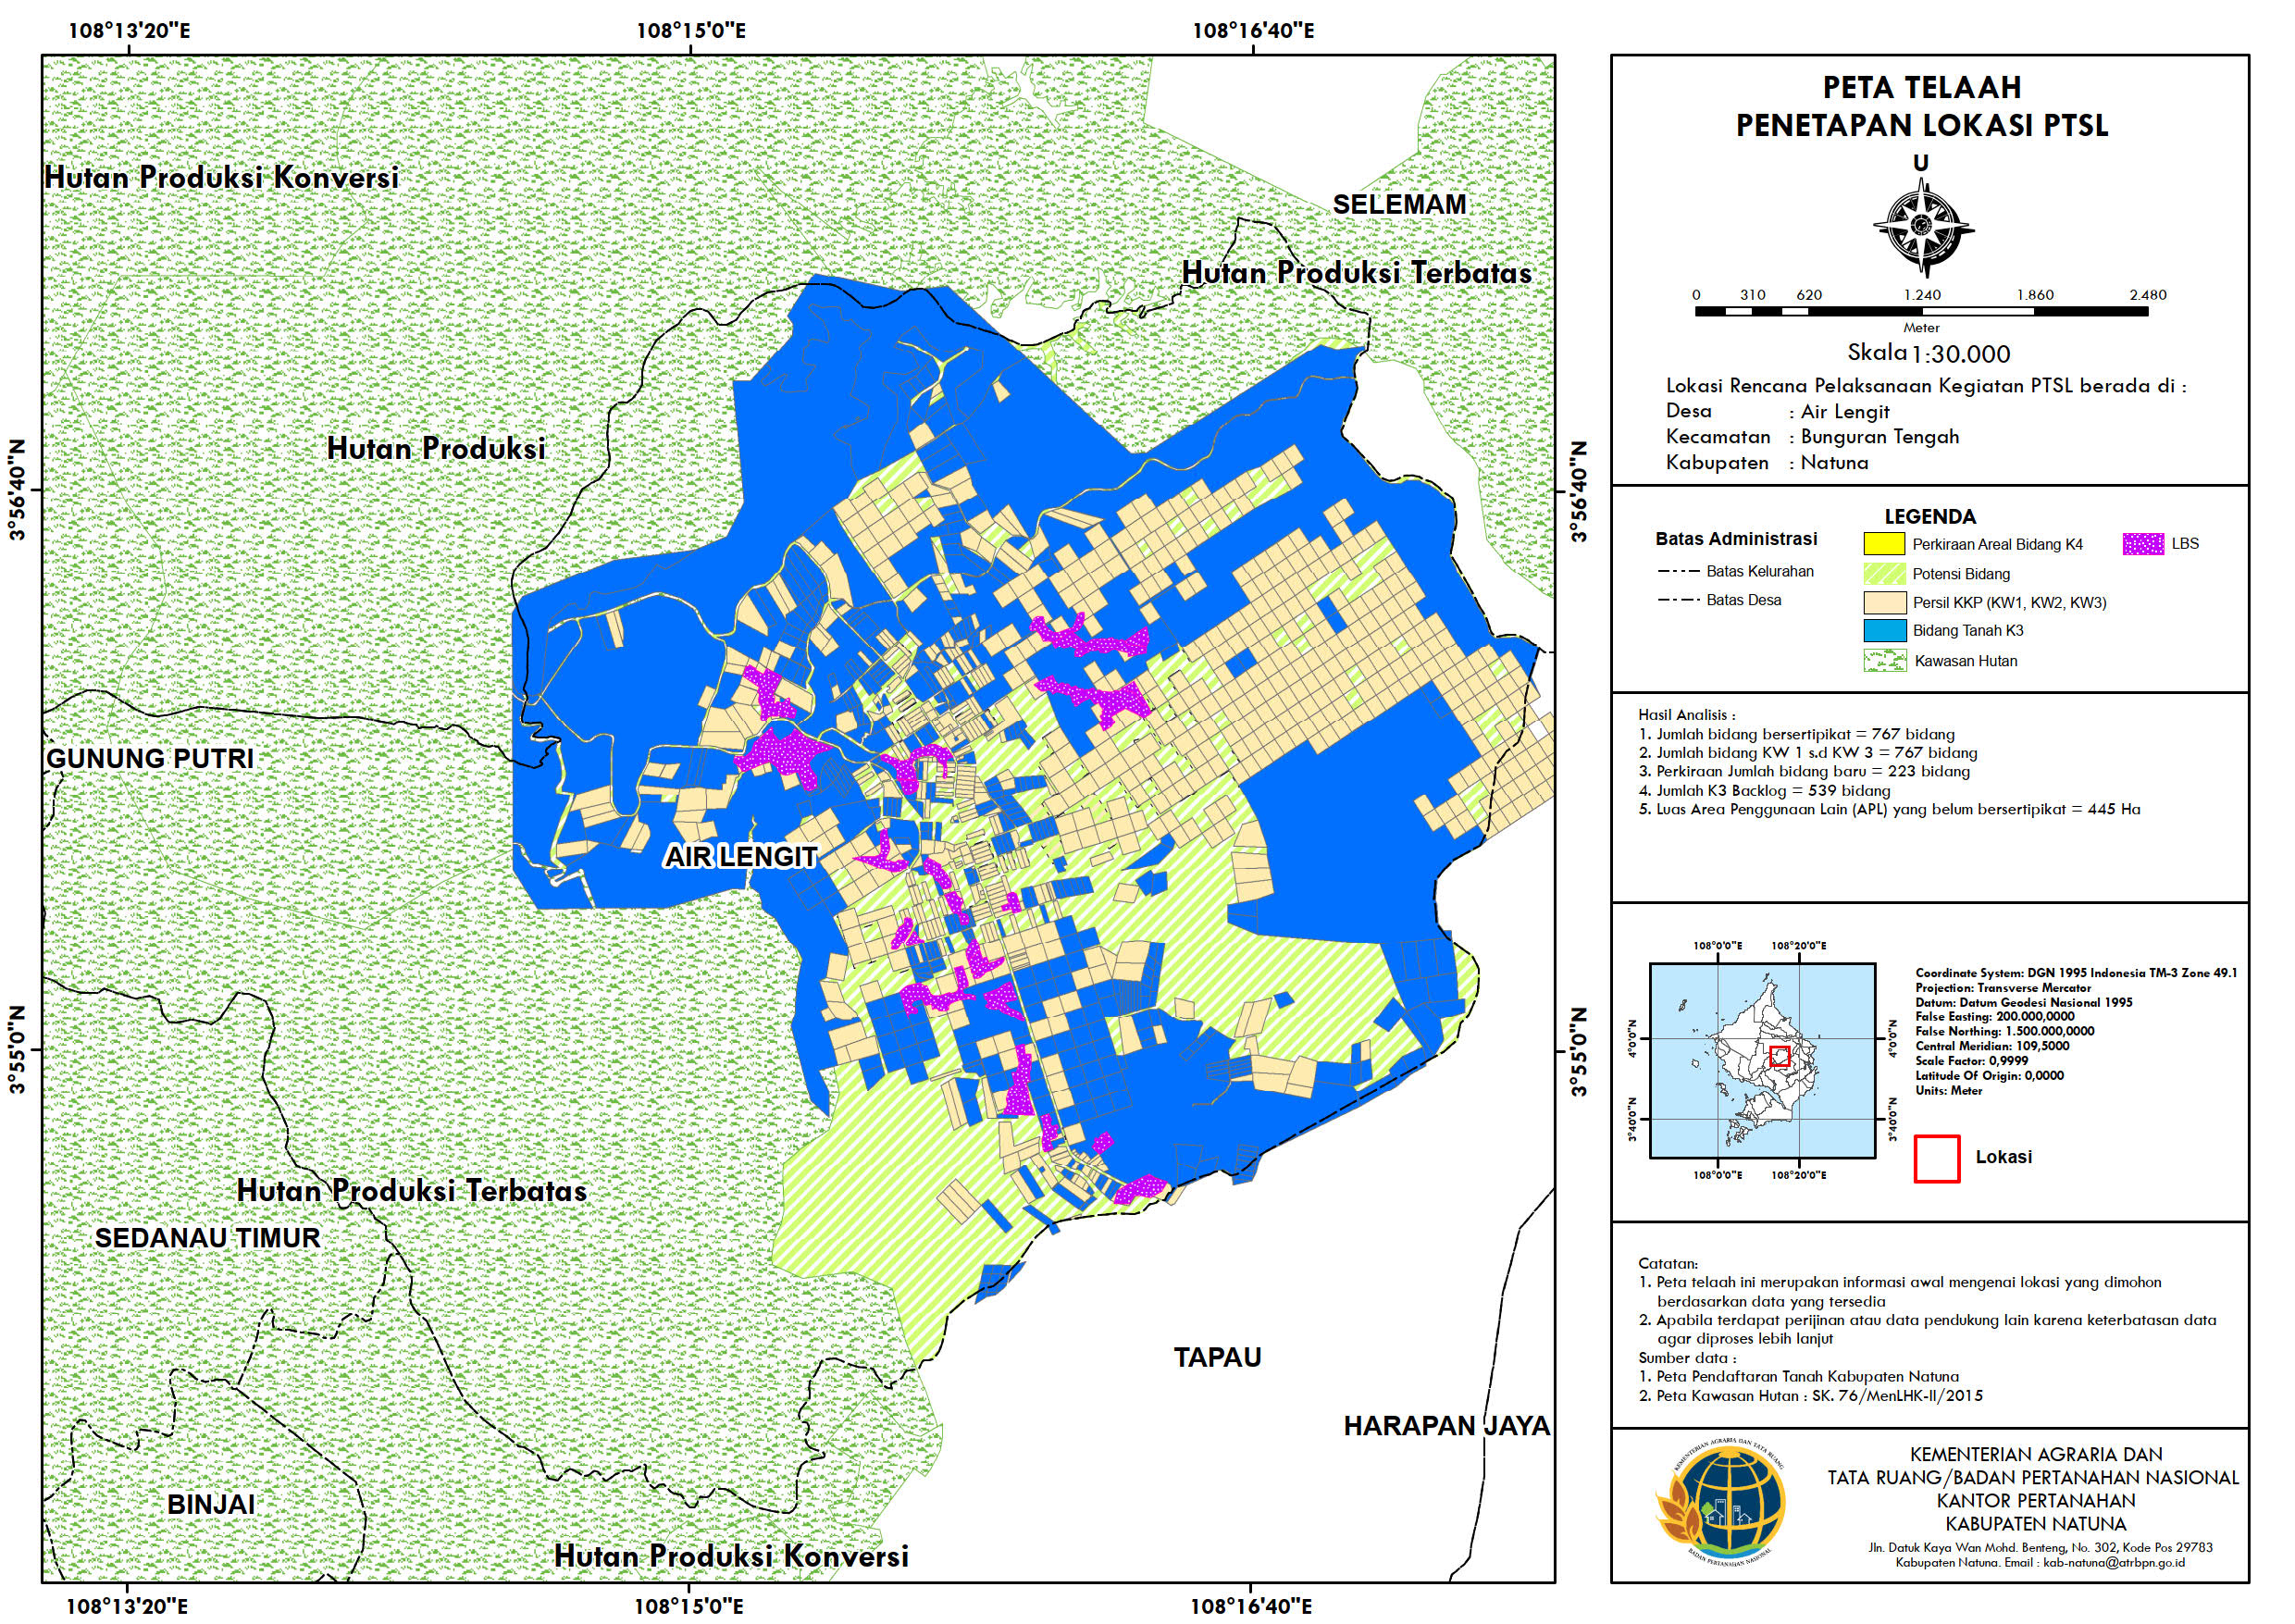 108°13'20"E 108°15'0"E 108°16'40"E
3°56'40"N 3°56'40"N
3°55'0"N 3°55'0"N
Hutan Produksi Konversi
SELEMAM
Hutan Produksi Terbatas
Hutan Produksi
GUNUNG PUTRI
AIR LENGIT
Hutan Produksi Terbatas
SEDANAU TIMUR
TAPAU
HARAPAN JAYA
BINJAI
Hutan Produksi Konversi
108°13'20"E 108°15'0"E 108°16'40"E
PETA TELAAH
PENETAPAN LOKASI PTSL
U
0 310 620 1.240 1.860 2.480
Meter
Skala 1:30.000
Lokasi Rencana Pelaksanaan Kegiatan PTSL berada di :
Desa : Air Lengit
Kecamatan : Bunguran Tengah
Kabupaten : Natuna
LEGENDA
Batas Administrasi
Batas Kelurahan
Batas Desa
Perkiraan Areal Bidang K4
Potensi Bidang
Persil KKP (KW1, KW2, KW3)
Bidang Tanah K3
Kawasan Hutan
LBS
Hasil Analisis :
1. Jumlah bidang bersertipikat = 767 bidang
2. Jumlah bidang KW 1 s.d KW 3 = 767 bidang
3. Perkiraan Jumlah bidang baru = 223 bidang
4. Jumlah K3 Backlog = 539 bidang
5. Luas Area Penggunaan Lain (APL) yang belum bersertipikat = 445 Ha
108°0'0"E 108°20'0"E
4°0'0"N 4°0'0"N
3°40'0"N 3°40'0"N
108°0'0"E 108°20'0"E
Coordinate System: DGN 1995 Indonesia TM-3 Zone 49.1
Projection: Transverse Mercator
Datum: Datum Geodesi Nasional 1995
False Easting: 200.000,0000
False Northing: 1.500.000,0000
Central Meridian: 109,5000
Scale Factor: 0,9999
Latitude Of Origin: 0,0000
Units: Meter
Lokasi
Catatan:
1. Peta telaah ini merupakan informasi awal mengenai lokasi yang dimohon
berdasarkan data yang tersedia
2. Apabila terdapat perijinan atau data pendukung lain karena keterbatasan data
agar diproses lebih lanjut
Sumber data :
1. Peta Pendaftaran Tanah Kabupaten Natuna
2. Peta Kawasan Hutan : SK. 76/MenLHK-II/2015
KEMENTERIAN AGRARIA DAN TATA RUANG
BADAN PERTANAHAN NASIONAL
KEMENTERIAN AGRARIA DAN
TATA RUANG/BADAN PERTANAHAN NASIONAL
KANTOR PERTANAHAN
KABUPATEN NATUNA
Jln. Datuk Kaya Wan Mohd. Benteng, No. 302, Kode Pos 29783
Kabupaten Natuna. Email : kab-natuna@atrbpn.go.id